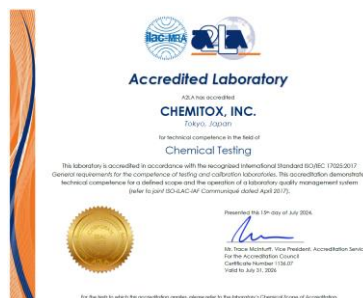 ilac-MRA
A2LA
Accredited Laboratory
A2LA has accredited
CHEMITOX, INC.
Tokyo, Japan
for technical competence in the field of
Chemical Testing
This laboratory is accredited in accordance with the recognized International Standard ISO/IEC 17025:2017
General requirements for the competence of testing and calibration laboratories. This accreditation demonstrates
technical competence for a defined scope and the operation of a laboratory quality management system
(refer to joint ISO-ILAC-IAF Communiqué dated April 2017).
Presented this 15th day of July 2024.
Mr. Trace McInturff, Vice President, Accreditation Services
For the Accreditation Council
Certificate Number 1136.07
Valid to July 31, 2026
For the tests to which this accreditation applies, please refer to the laboratory's Chemical Scope of Accreditation.